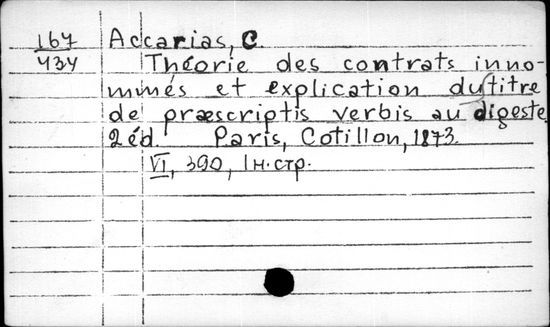 167 Accarias, C.
434 Théorie des contrats inno-
minés et explication du titre
de præscriptis verbis au digeste.
2 éd. Paris, Cotillon, 1873.
VI, 390, 1 н. стр.